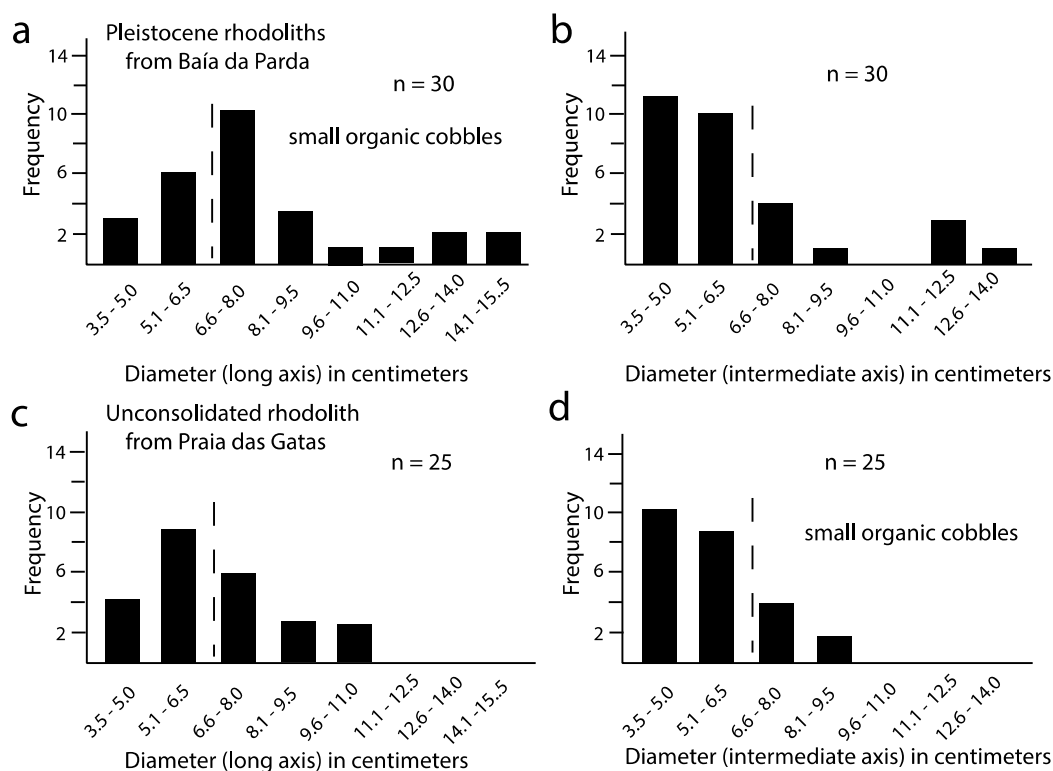 a
Pleistocene rhodoliths
from Baía da Parda
n = 30
small organic cobbles
Frequency
14
10
6
2
3.5 - 5.0
5.1 - 6.5
6.6 - 8.0
8.1 - 9.5
9.6 - 11.0
11.1 - 12.5
12.6 - 14.0
14.1 -15..5
Diameter (long axis) in centimeters
b
n = 30
Frequency
14
10
6
2
3.5 - 5.0
5.1 - 6.5
6.6 - 8.0
8.1 - 9.5
9.6 - 11.0
11.1 - 12.5
12.6 - 14.0
Diameter (intermediate axis) in centimeters
c
Unconsolidated rhodolith
from Praia das Gatas
n = 25
Frequency
14
10
6
2
3.5 - 5.0
5.1 - 6.5
6.6 - 8.0
8.1 - 9.5
9.6 - 11.0
11.1 - 12.5
12.6 - 14.0
14.1 -15..5
Diameter (long axis) in centimeters
d
n = 25
small organic cobbles
Frequency
14
10
6
2
3.5 - 5.0
5.1 - 6.5
6.6 - 8.0
8.1 - 9.5
9.6 - 11.0
11.1 - 12.5
12.6 - 14.0
Diameter (intermediate axis) in centimeters